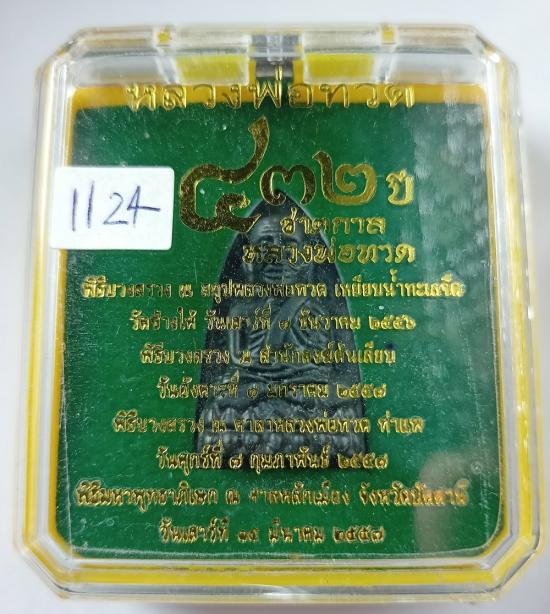 หลวงพ่อทวด
๔๓๒ ปี
ชาตกาล
หลวงพ่อทวด
1124
พิธีบวงสรวง ณ สถูปหลวงพ่อทวด เหยียบน้ำทะเลจืด
วัดช้างให้ วันเสาร์ที่ ๗ ธันวาคม ๒๕๕๖
พิธีบวงสรวง ณ สำนักสงฆ์ต้นเลียบ
วันอังคารที่ มกราคม ๒๕๕๗
พิธีบวงสรวง ณ ศาลาหลวงพ่อทวด ท่าแพ
วันศุกร์ที่ ๗ กุมภาพันธ์ ๒๕๕๗
พิธีมหาพุทธาภิเษก ณ ศาลหลักเมือง จังหวัดปัตตานี
วันเสาร์ที่ มีนาคม ๒๕๕๗